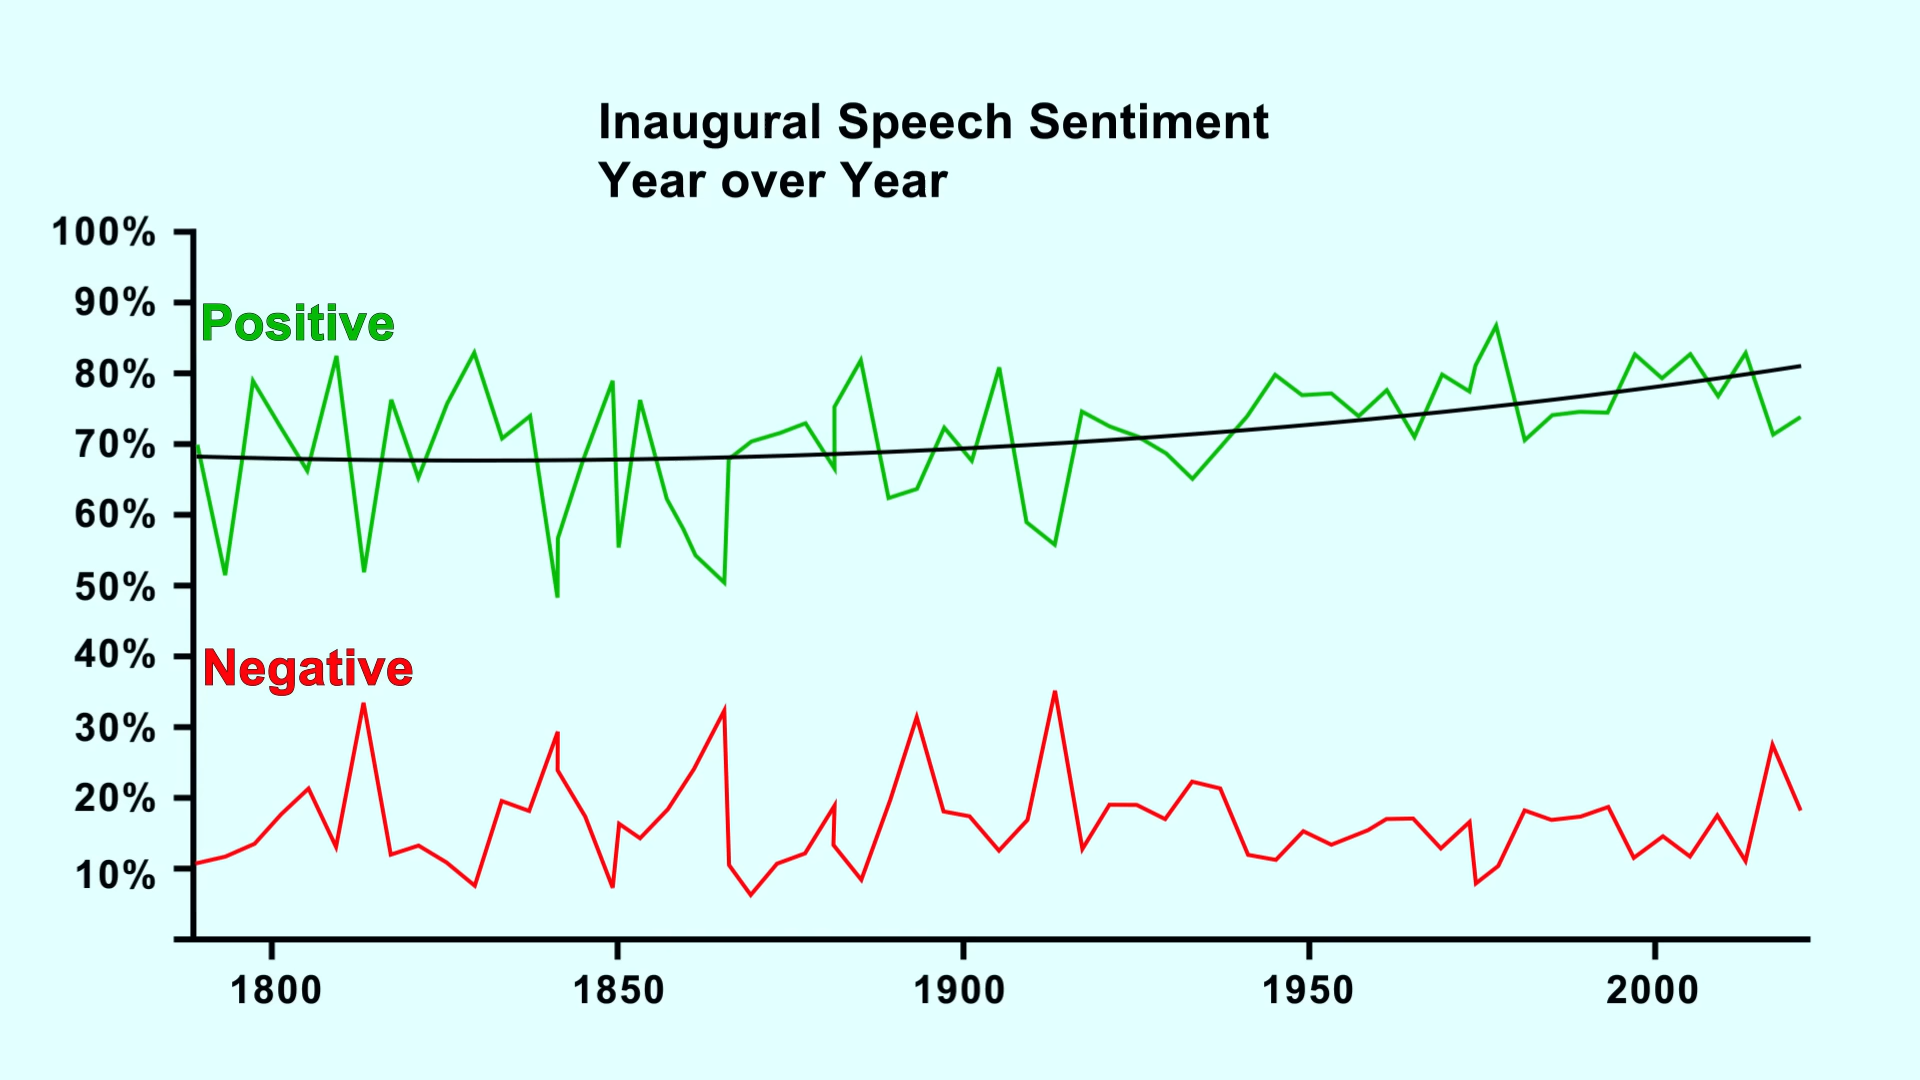 Inaugural Speech Sentiment
Year over Year
100%
90%
Positive
80%
70%
60%
50%
40%
Negative
30%
20%
10%
1800 1850 1900 1950 2000